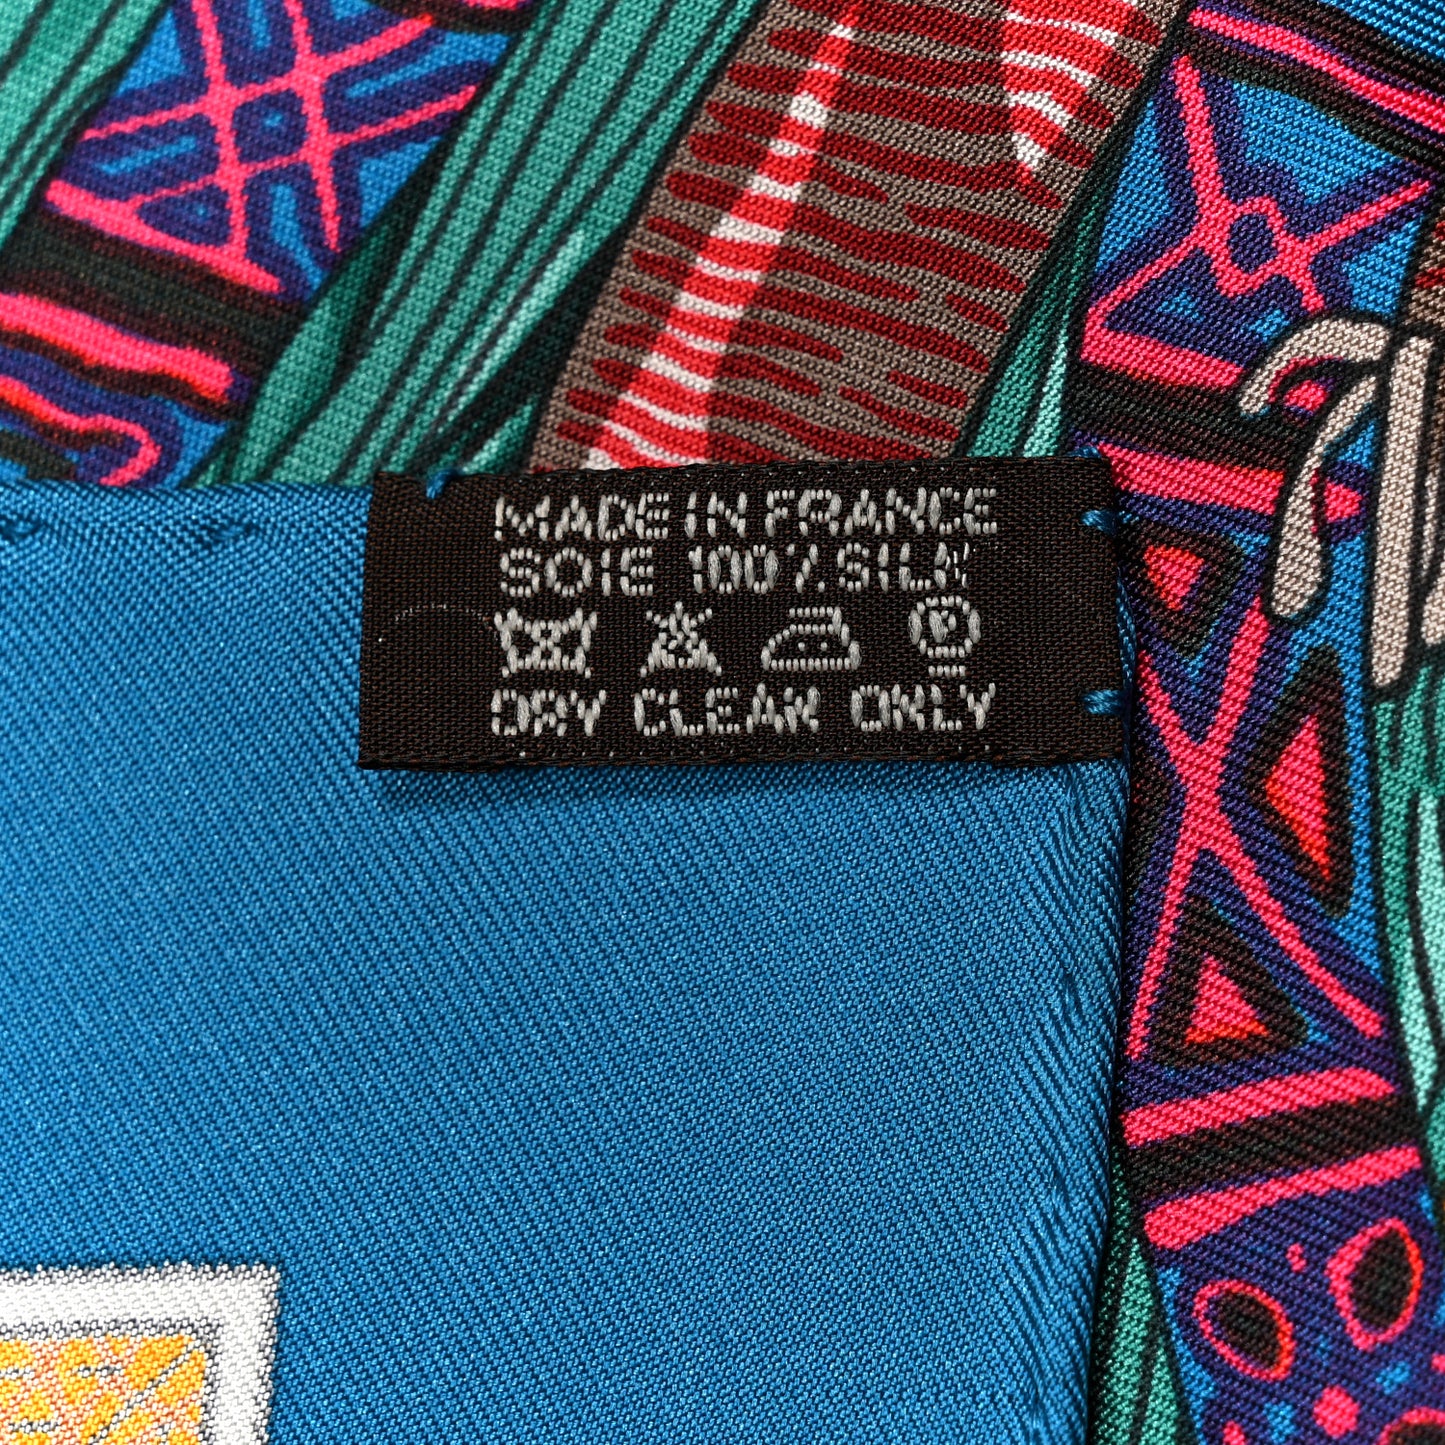 MADE IN FRANCE
SOIE 100% SILK
P
DRY CLEAN ONLY